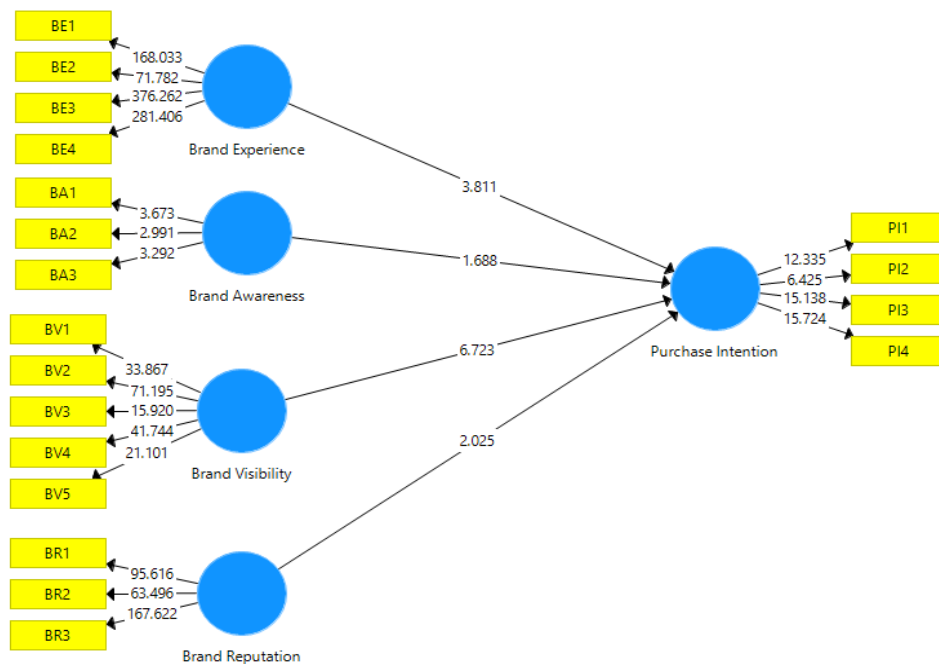 BE1
168.033
BE2
71.782
BE3
376.262
BE4
281.406
Brand Experience
3.811
BA1
3.673
BA2
2.991
BA3
3.292
Brand Awareness
1.688
BV1
33.867
BV2
71.195
BV3
15.920
BV4
41.744
BV5
21.101
Brand Visibility
6.723
BR1
95.616
BR2
63.496
BR3
167.622
Brand Reputation
2.025
PI1
12.335
PI2
6.425
PI3
15.138
PI4
15.724
Purchase Intention